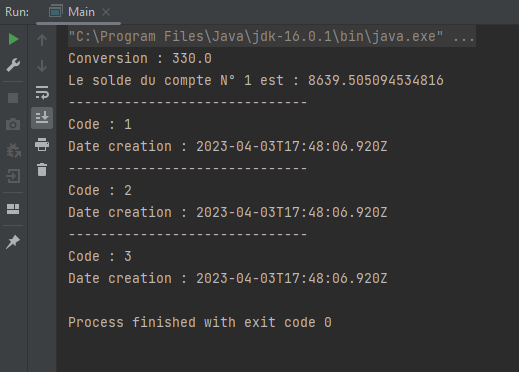 Run: Main ×
"C:\Program Files\Java\jdk-16.0.1\bin\java.exe" ...
Conversion : 330.0
Le solde du compte N° 1 est : 8639.505094534816
------------------------------
Code : 1
Date creation : 2023-04-03T17:48:06.920Z
------------------------------
Code : 2
Date creation : 2023-04-03T17:48:06.920Z
------------------------------
Code : 3
Date creation : 2023-04-03T17:48:06.920Z
Process finished with exit code 0